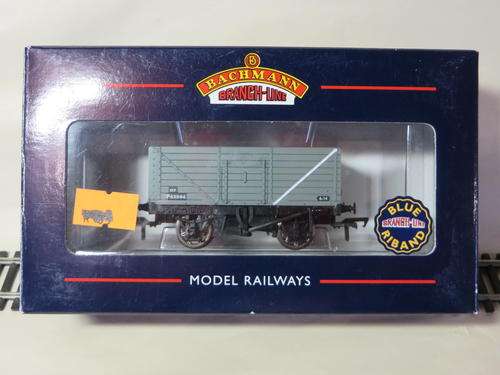 B
BACHMANN
BRANCH-LINE
BLUE
BRANCH-LINE
RIBAND
MODEL RAILWAYS